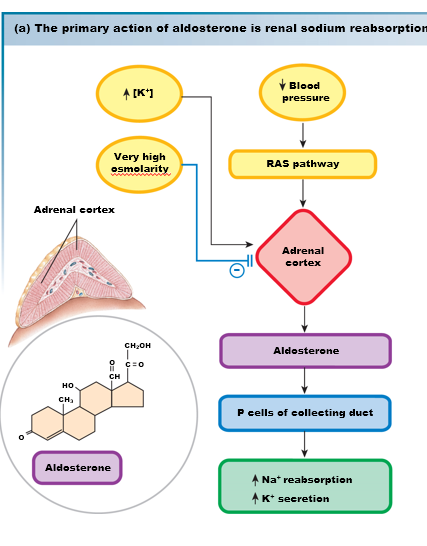 (a) The primary action of aldosterone is renal sodium reabsorption
↑ [K⁺]
↓ Blood
pressure
Very high
osmolarity
RAS pathway
Adrenal cortex
Adrenal
cortex
−
Aldosterone
CH₂OH
O
C=O
CH
HO
CH₃
O
Aldosterone
P cells of collecting duct
↑ Na⁺ reabsorption
↑ K⁺ secretion